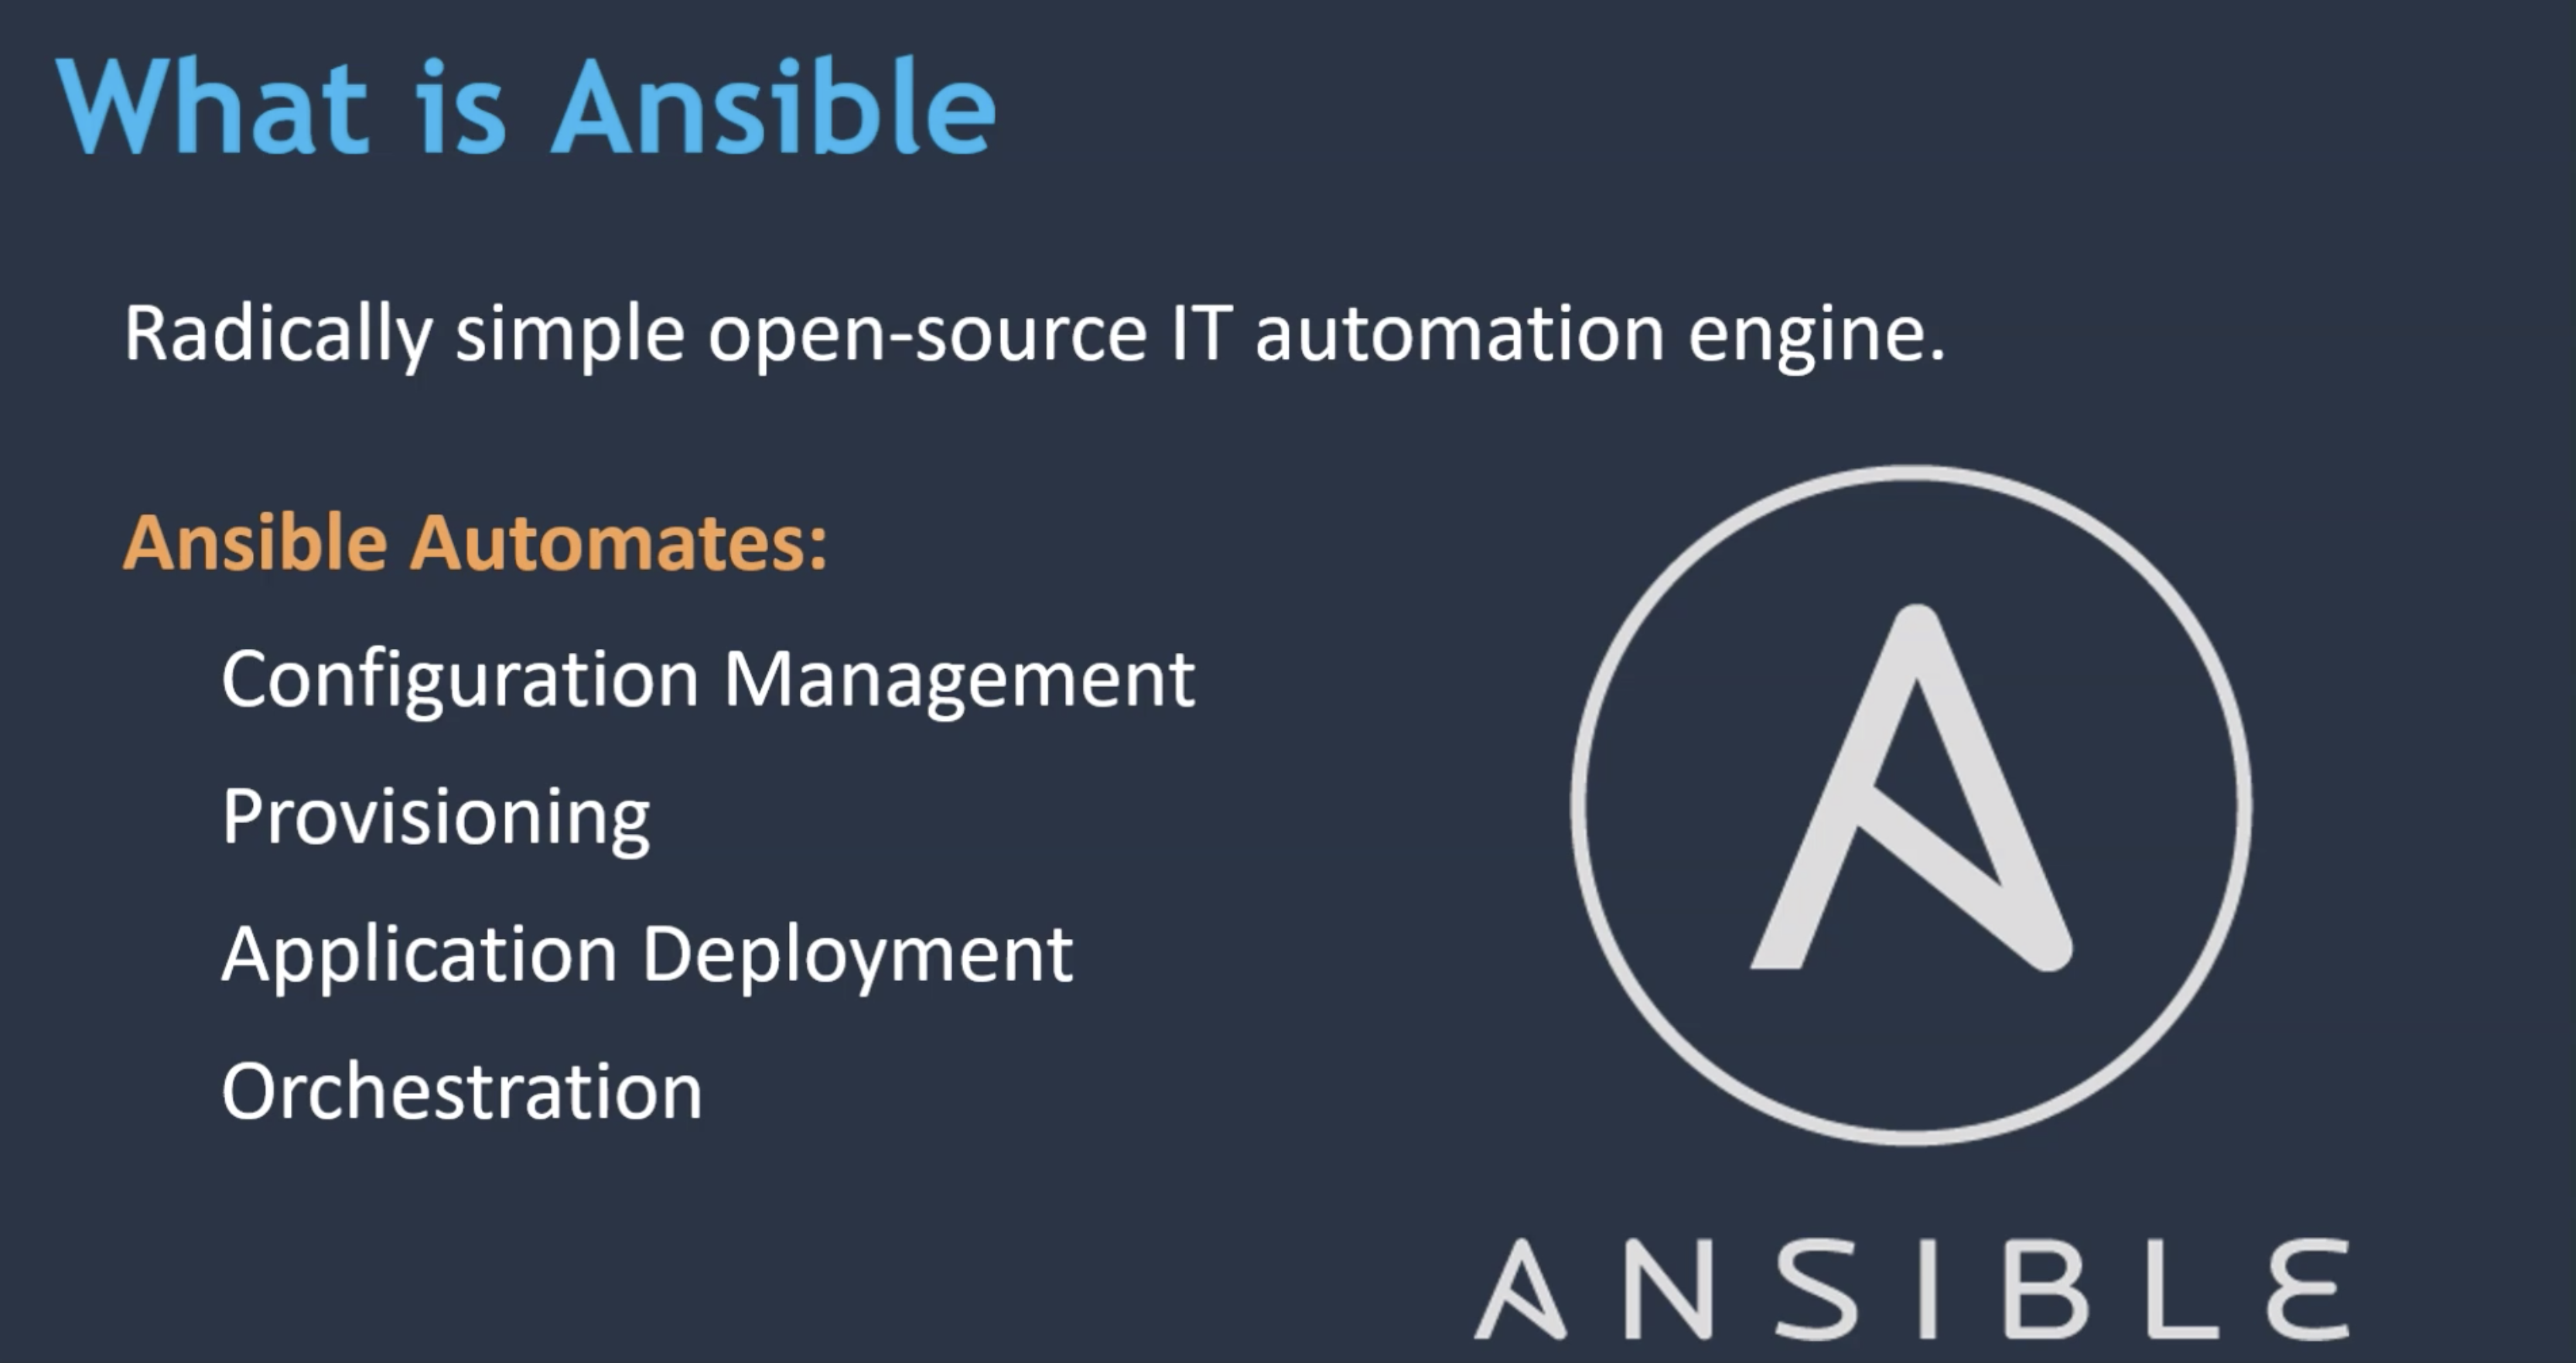 What is Ansible
Radically simple open-source IT automation engine.
Ansible Automates:
Configuration Management
Provisioning
Application Deployment
Orchestration
A
ANSIBLE